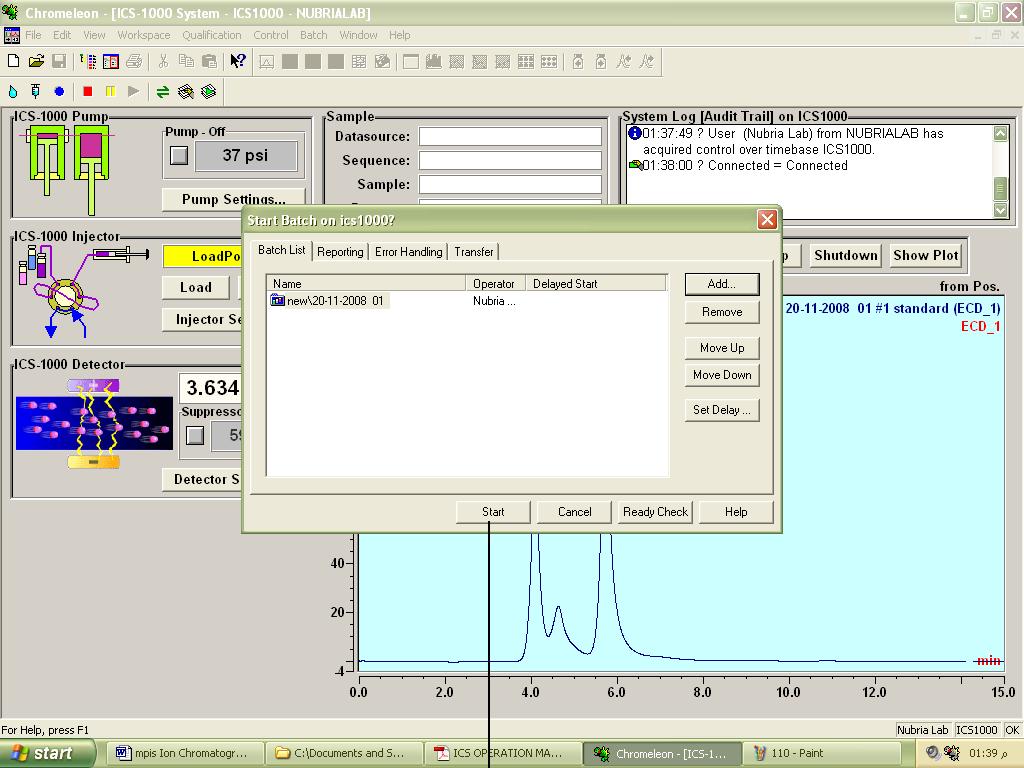 Chromeleon - [ICS-1000 System - ICS1000 - NUBRIALAB]
File Edit View Workspace Qualification Control Batch Window Help
ICS-1000 Pump
Pump - Off
37 psi
Pump Settings...
Sample
Datasource:
Sequence:
Sample:
System Log [Audit Trail] on ICS1000
01:37:49 ? User (Nubria Lab) from NUBRIALAB has
acquired control over timebase ICS1000.
01:38:00 ? Connected = Connected
ICS-1000 Injector
LoadPo
Load
Injector Se
Shutdown
Show Plot
from Pos.
20-11-2008 01 #1 standard (ECD_1)
ECD_1
ICS-1000 Detector
3.634
Suppresso
Detector S
Start Batch on ics1000?
Batch List Reporting Error Handling Transfer
Name Operator Delayed Start
new\20-11-2008 01 Nubria ...
Add...
Remove
Move Up
Move Down
Set Delay ...
Start Cancel Ready Check Help
40
20
-4
min
0.0 2.0 4.0 6.0 8.0 10.0 12.0 15.0
For Help, press F1
Nubria Lab ICS1000 OK
start
mpis Ion Chromatogr...
C:\Documents and S...
ICS OPERATION MA...
Chromeleon - [ICS-1...
110 - Paint
01:39 م